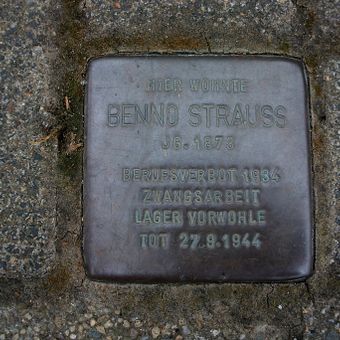 HIER WOHNTE
BENNO STRAUSS
JG. 1873
BERUFSVERBOT 1934
ZWANGSARBEIT
LAGER VORWOHLE
TOT 27.9.1944